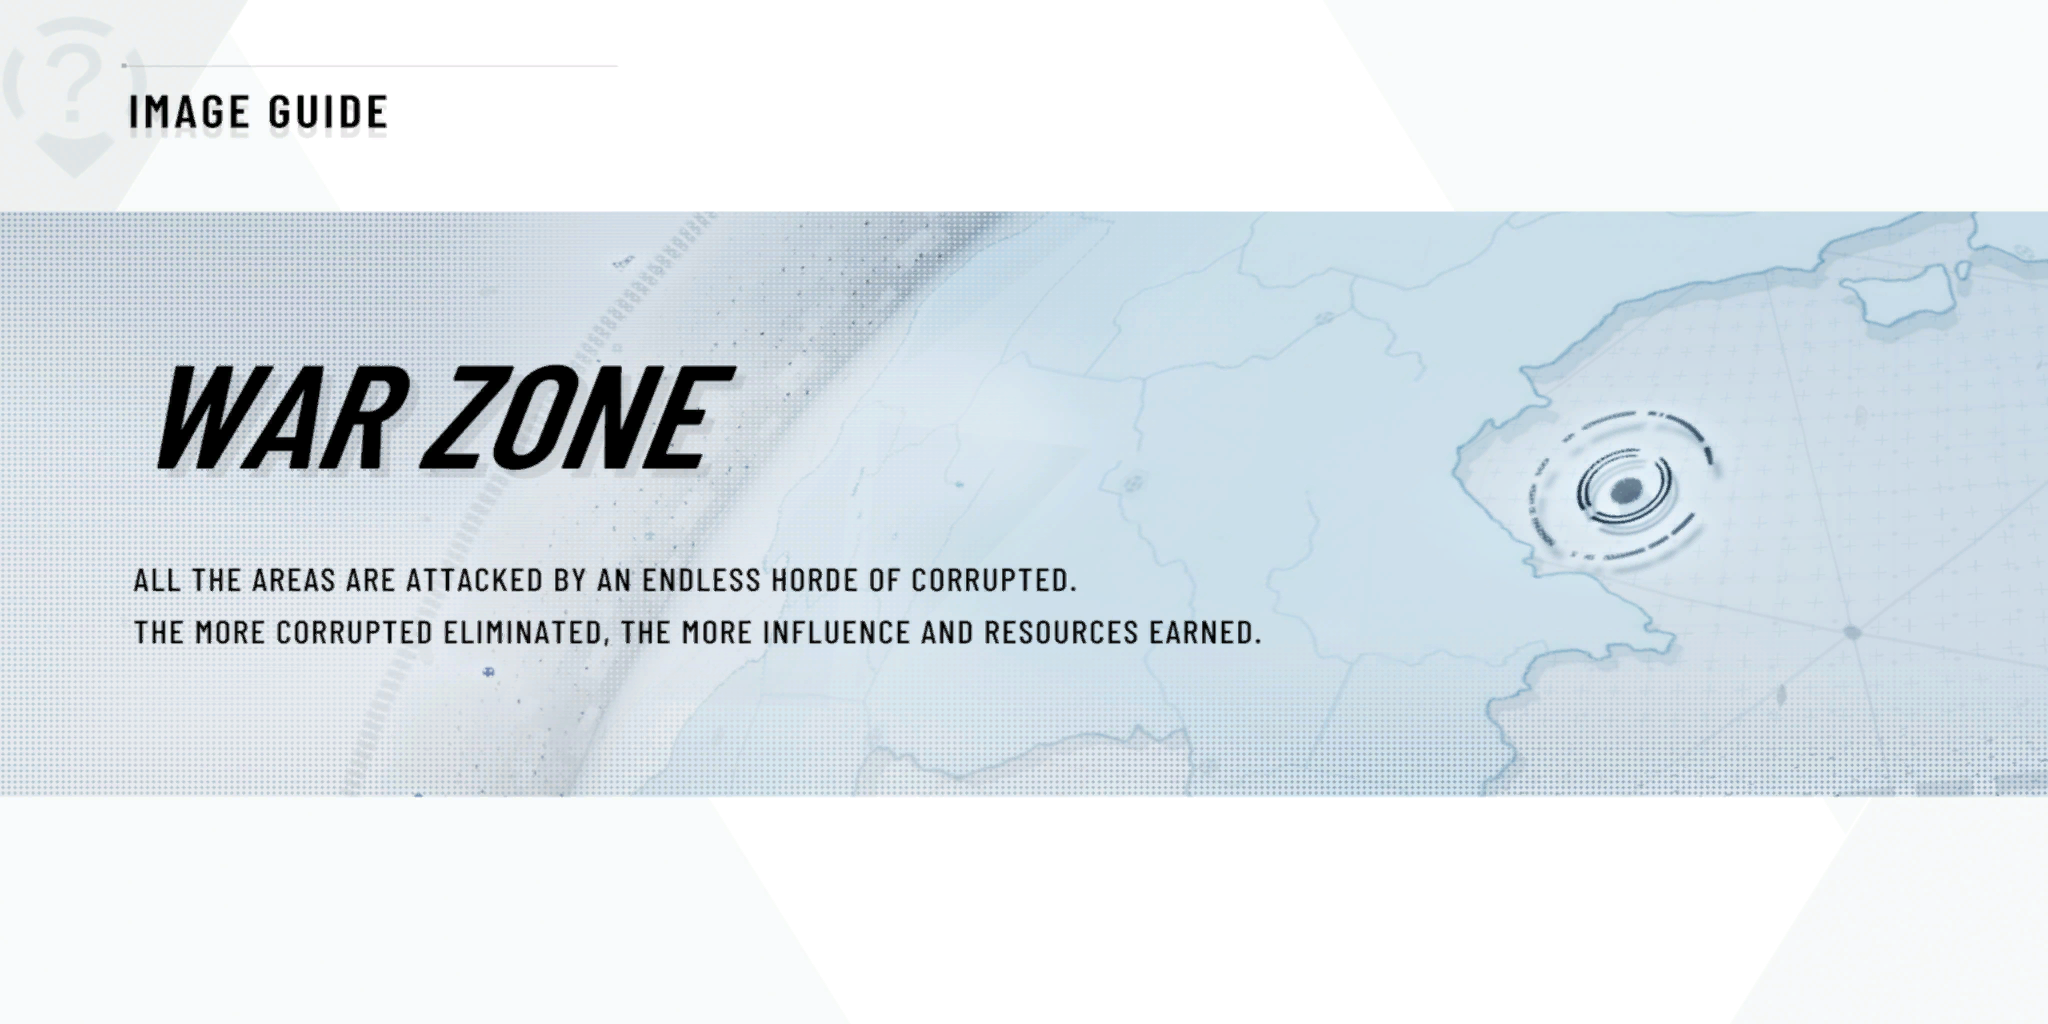 IMAGE GUIDE
WAR ZONE
ALL THE AREAS ARE ATTACKED BY AN ENDLESS HORDE OF CORRUPTED.
THE MORE CORRUPTED ELIMINATED, THE MORE INFLUENCE AND RESOURCES EARNED.